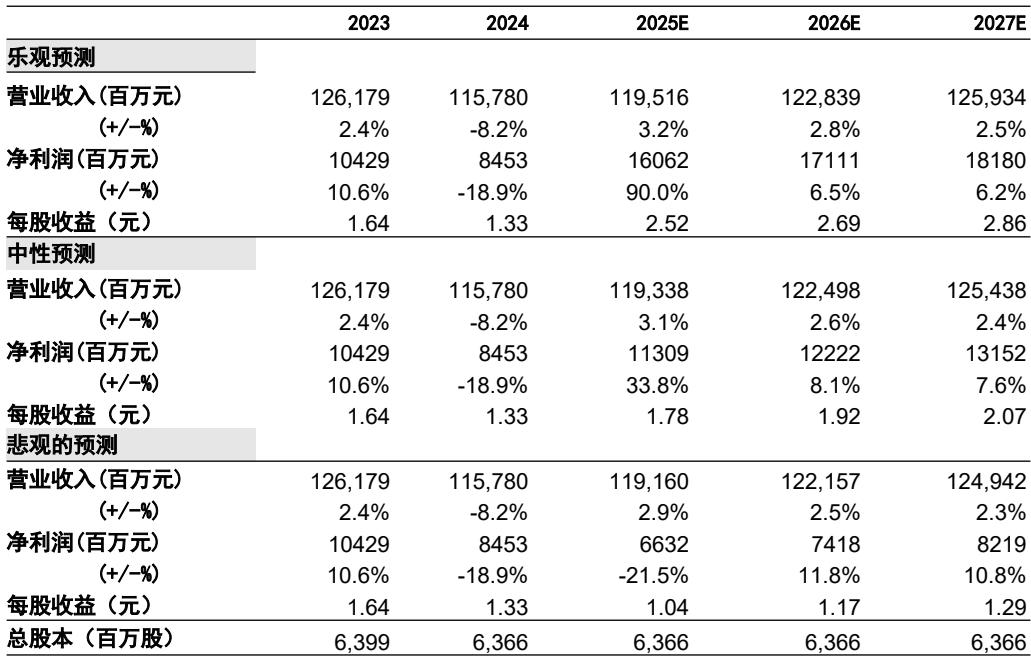 2023 2024 2025E 2026E 2027E
乐观预测
营业收入(百万元) 126,179 115,780 119,516 122,839 125,934
(+/-%) 2.4% -8.2% 3.2% 2.8% 2.5%
净利润(百万元) 10429 8453 16062 17111 18180
(+/-%) 10.6% -18.9% 90.0% 6.5% 6.2%
每股收益（元） 1.64 1.33 2.52 2.69 2.86
中性预测
营业收入(百万元) 126,179 115,780 119,338 122,498 125,438
(+/-%) 2.4% -8.2% 3.1% 2.6% 2.4%
净利润(百万元) 10429 8453 11309 12222 13152
(+/-%) 10.6% -18.9% 33.8% 8.1% 7.6%
每股收益（元） 1.64 1.33 1.78 1.92 2.07
悲观的预测
营业收入(百万元) 126,179 115,780 119,160 122,157 124,942
(+/-%) 2.4% -8.2% 2.9% 2.5% 2.3%
净利润(百万元) 10429 8453 6632 7418 8219
(+/-%) 10.6% -18.9% -21.5% 11.8% 10.8%
每股收益（元） 1.64 1.33 1.04 1.17 1.29
总股本（百万股） 6,399 6,366 6,366 6,366 6,366